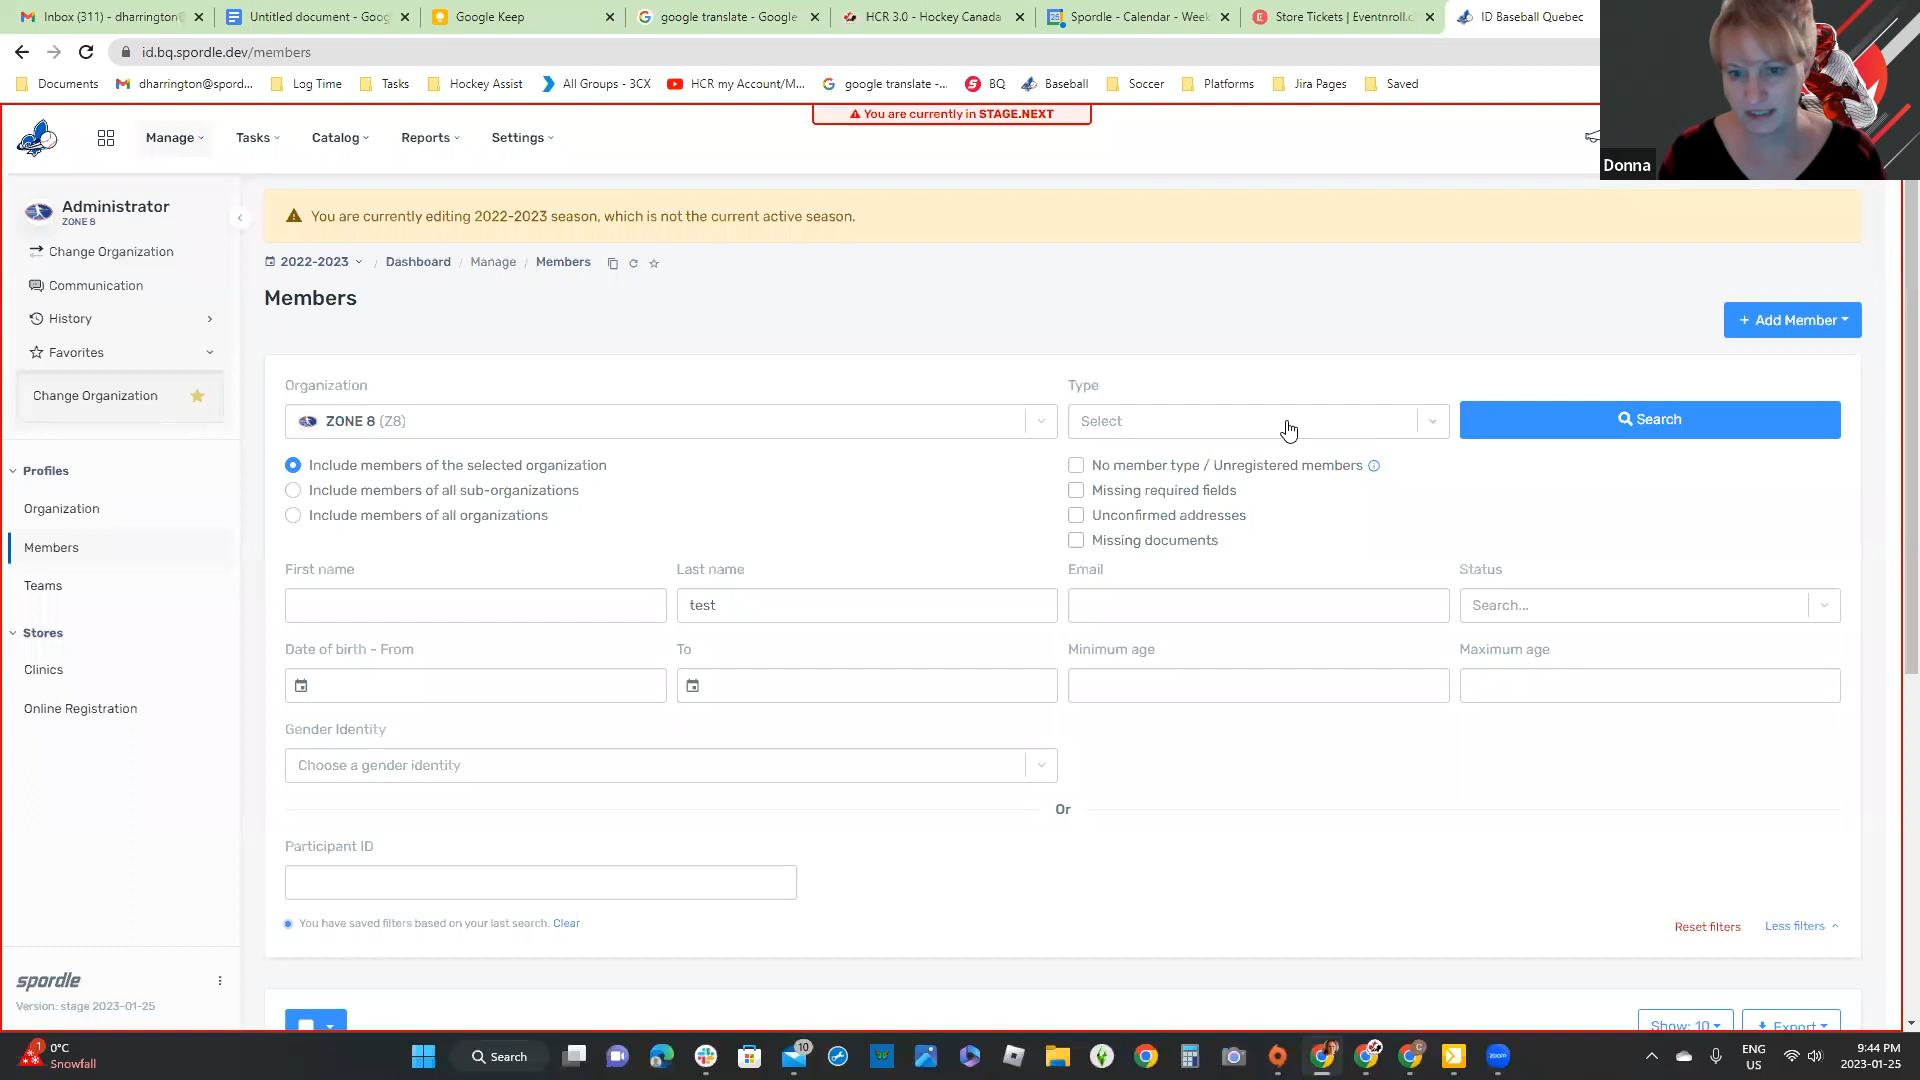 Inbox (311) - dharrington@
Untitled document - Goog
Google Keep
google translate - Google
HCR 3.0 - Hockey Canada
Spordle - Calendar - Week
Store Tickets | Eventnroll.c
ID Baseball Quebec
id.bq.spordle.dev/members
Documents
dharrington@spord...
Log Time
Tasks
Hockey Assist
All Groups - 3CX
HCR my Account/M...
google translate -...
BQ
Baseball
Soccer
Platforms
Jira Pages
Saved
You are currently in STAGE.NEXT
Manage
Tasks
Catalog
Reports
Settings
Donna
Administrator
ZONE 8
Change Organization
Communication
History
Favorites
Change Organization
Profiles
Organization
Members
Teams
Stores
Clinics
Online Registration
spordle
Version: stage 2023-01-25
You are currently editing 2022-2023 season, which is not the current active season.
2022-2023 / Dashboard / Manage / Members
Members
+ Add Member
Organization
ZONE 8 (Z8)
Type
Select
Search
Include members of the selected organization
Include members of all sub-organizations
Include members of all organizations
No member type / Unregistered members
Missing required fields
Unconfirmed addresses
Missing documents
First name
Last name
test
Email
Status
Search...
Date of birth - From
To
Minimum age
Maximum age
Gender Identity
Choose a gender identity
Or
Participant ID
You have saved filters based on your last search. Clear
Reset filters
Less filters
Show: 10
Export
1
0°C
Snowfall
Search
10
zoom
ENG
US
9:44 PM
2023-01-25